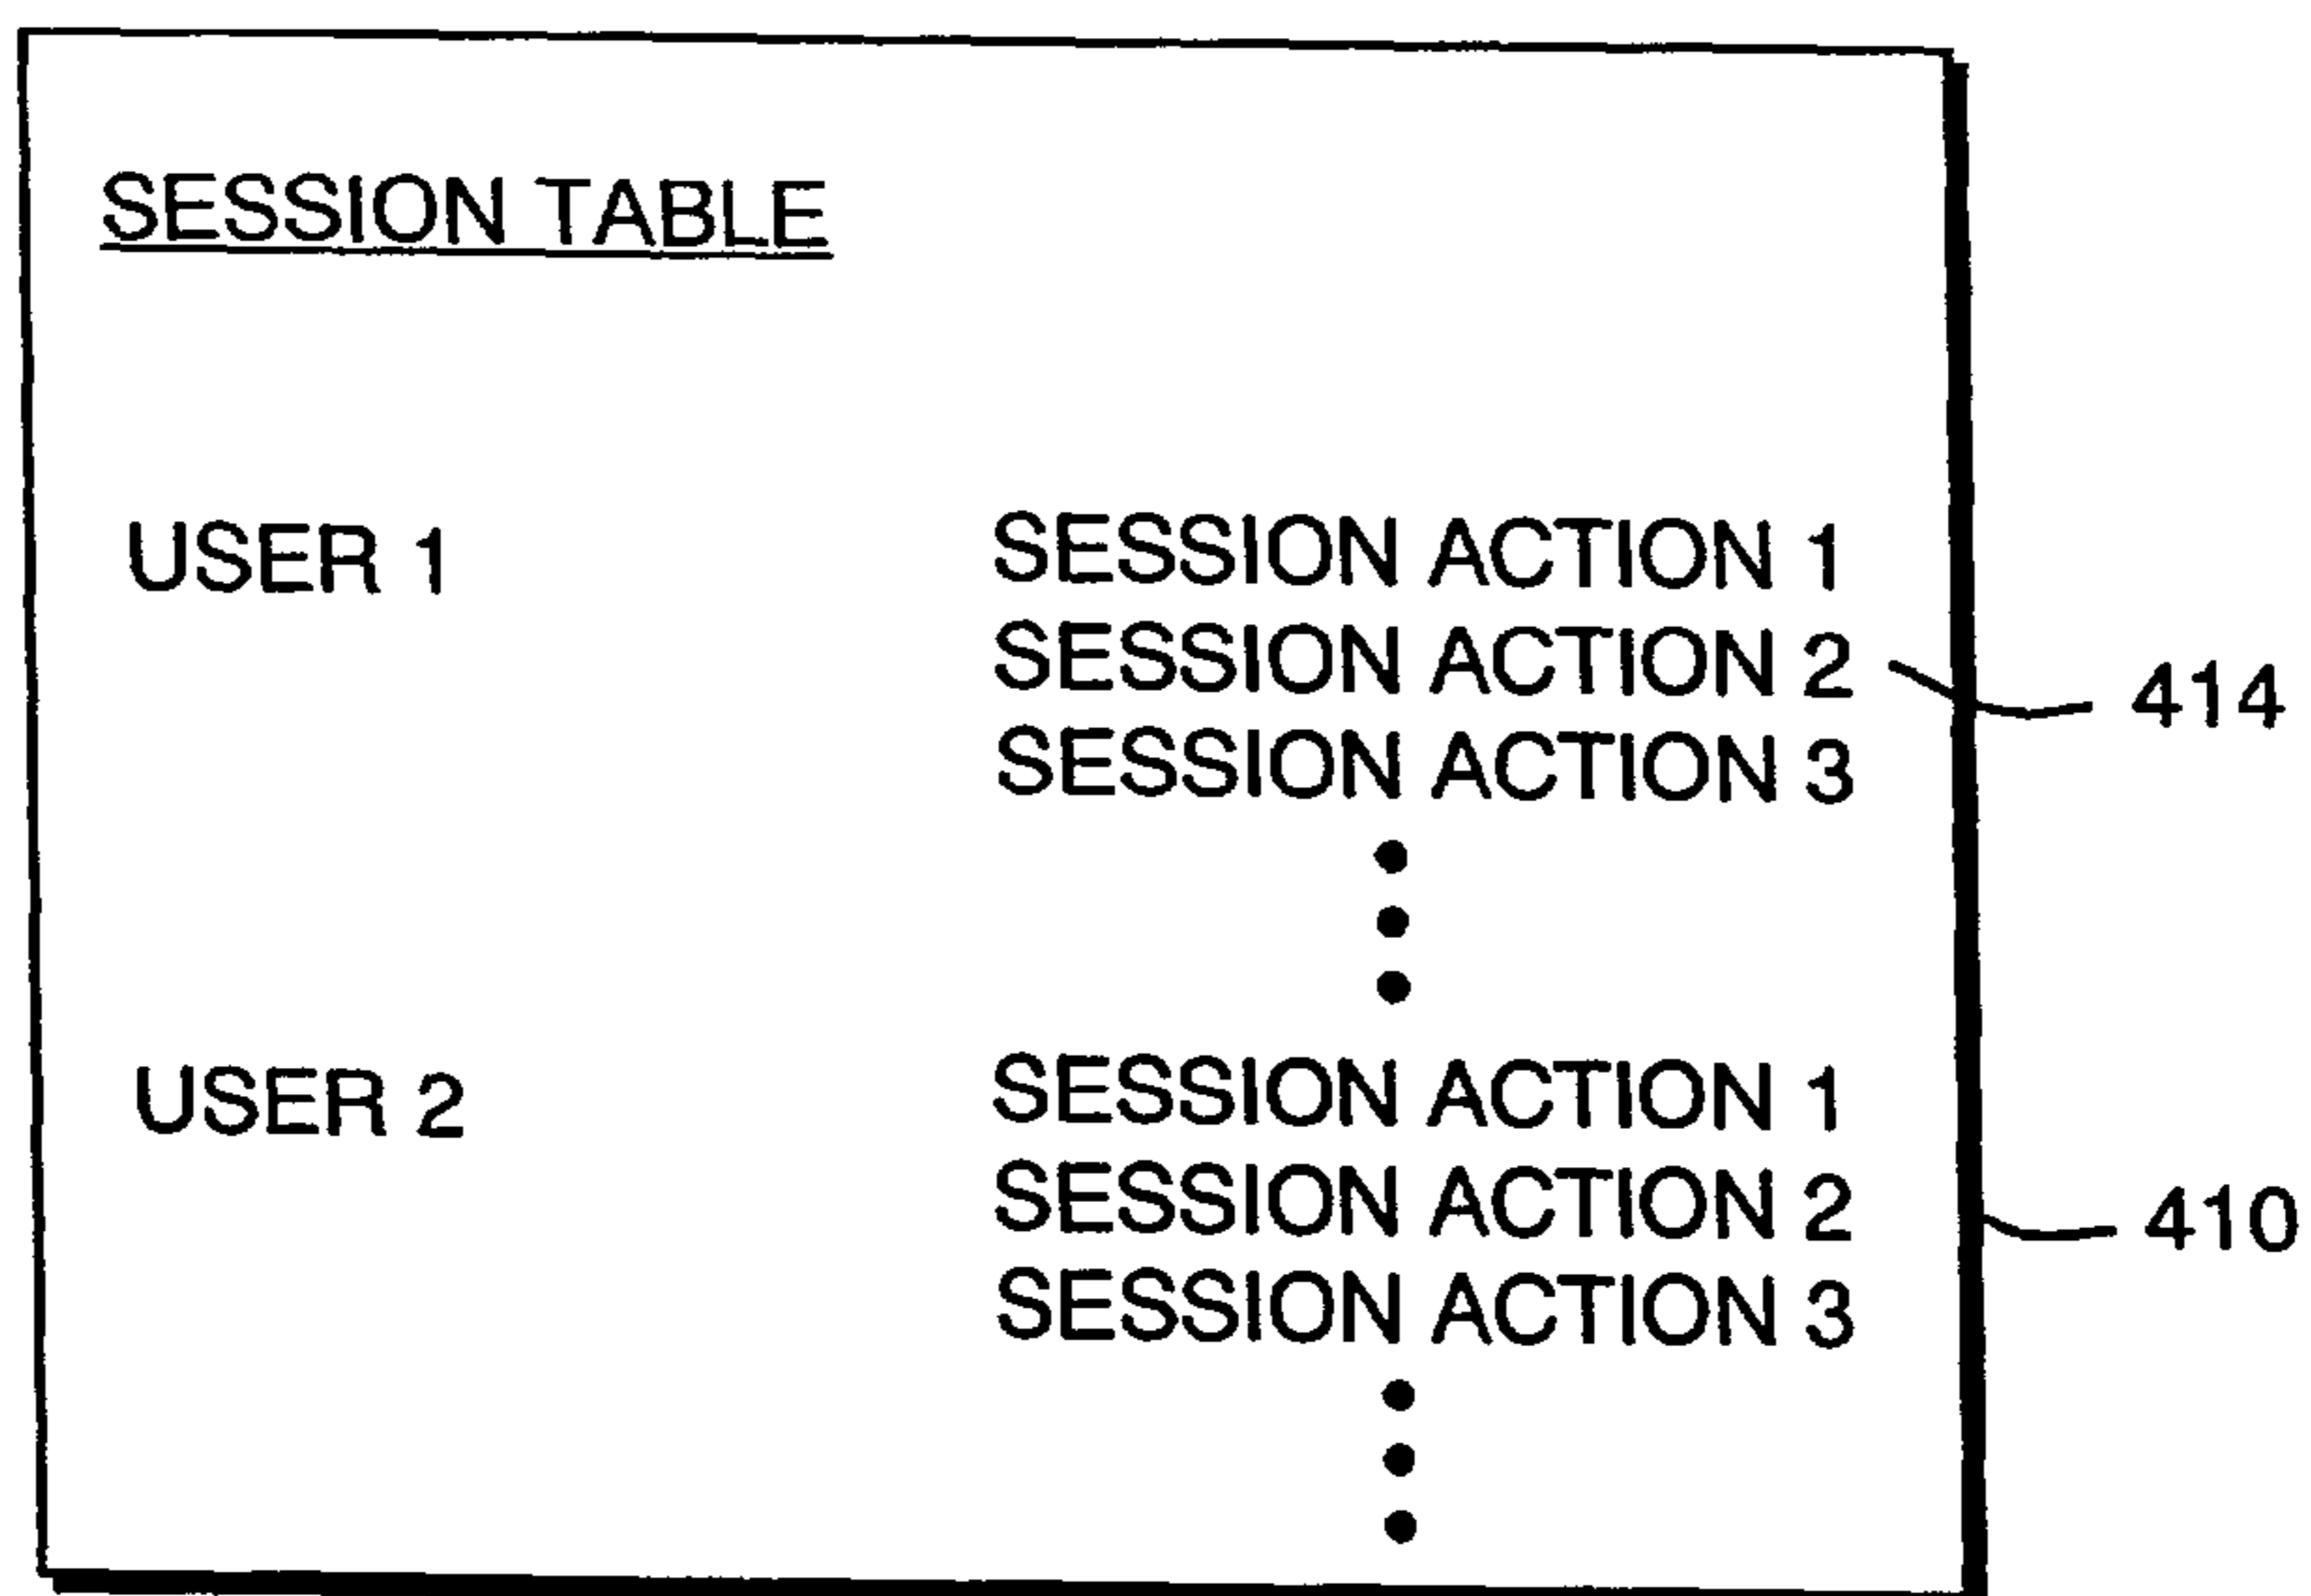 SESSION TABLE
USER 1 SESSION ACTION 1
SESSION ACTION 2
414
SESSION ACTION 3
USER 2 SESSION ACTION 1
SESSION ACTION 2
410
SESSION ACTION 3